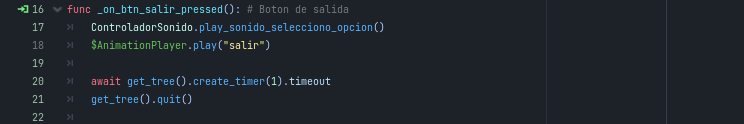 16 func _on_btn_salir_pressed(): # Boton de salida
17 ControladorSonido.play_sonido_selecciono_opcion()
18 $AnimationPlayer.play("salir")
19
20 await get_tree().create_timer(1).timeout
21 get_tree().quit()
22